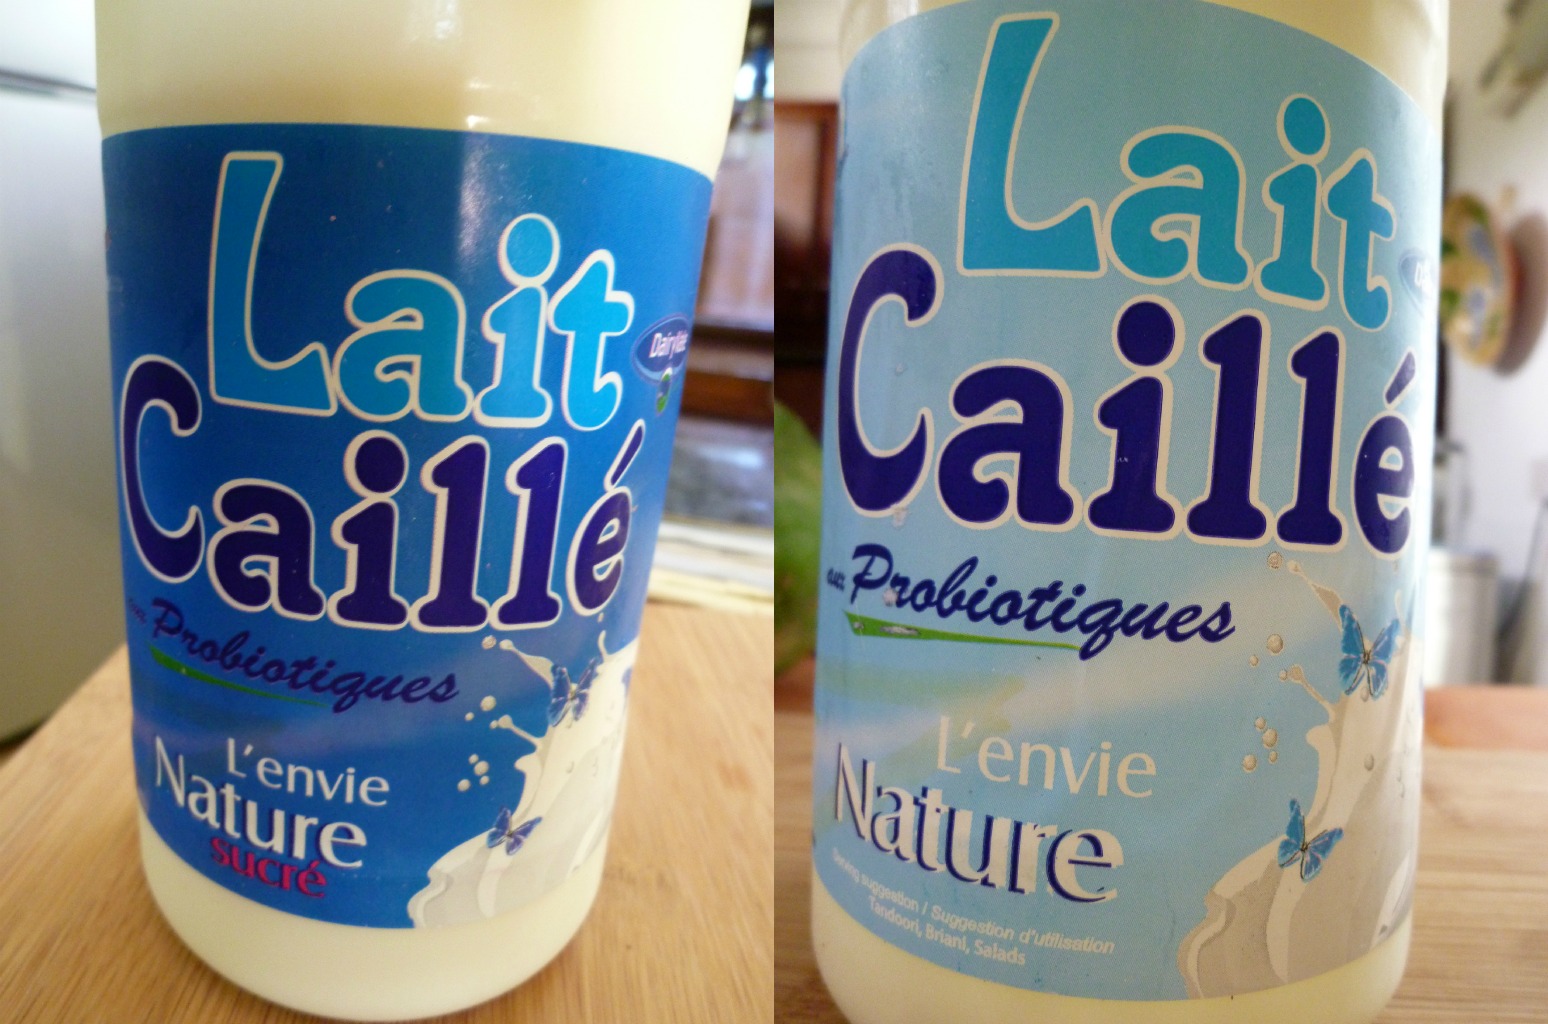 Lait
Caillé
aux Probiotiques
L'envie
Nature
sucré
Lait
Caillé
aux Probiotiques
L'envie
Nature
Serving suggestion / Suggestion d'utilisation
Tandoori, Briani, Salads